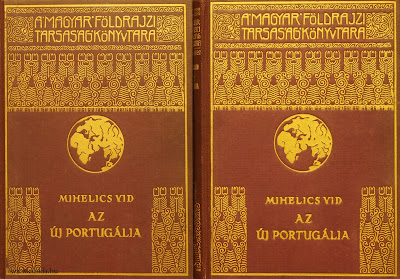 A·MAGYAR·FÖLDRAJZI
TÁRSASÁG·KÖNYVTÁRA
MIHELICS VID
AZ
ÚJ PORTUGÁLIA
A·MAGYAR·FÖLDRAJZI
TÁRSASÁG·KÖNYVTÁRA
MIHELICS VID
AZ
ÚJ PORTUGÁLIA